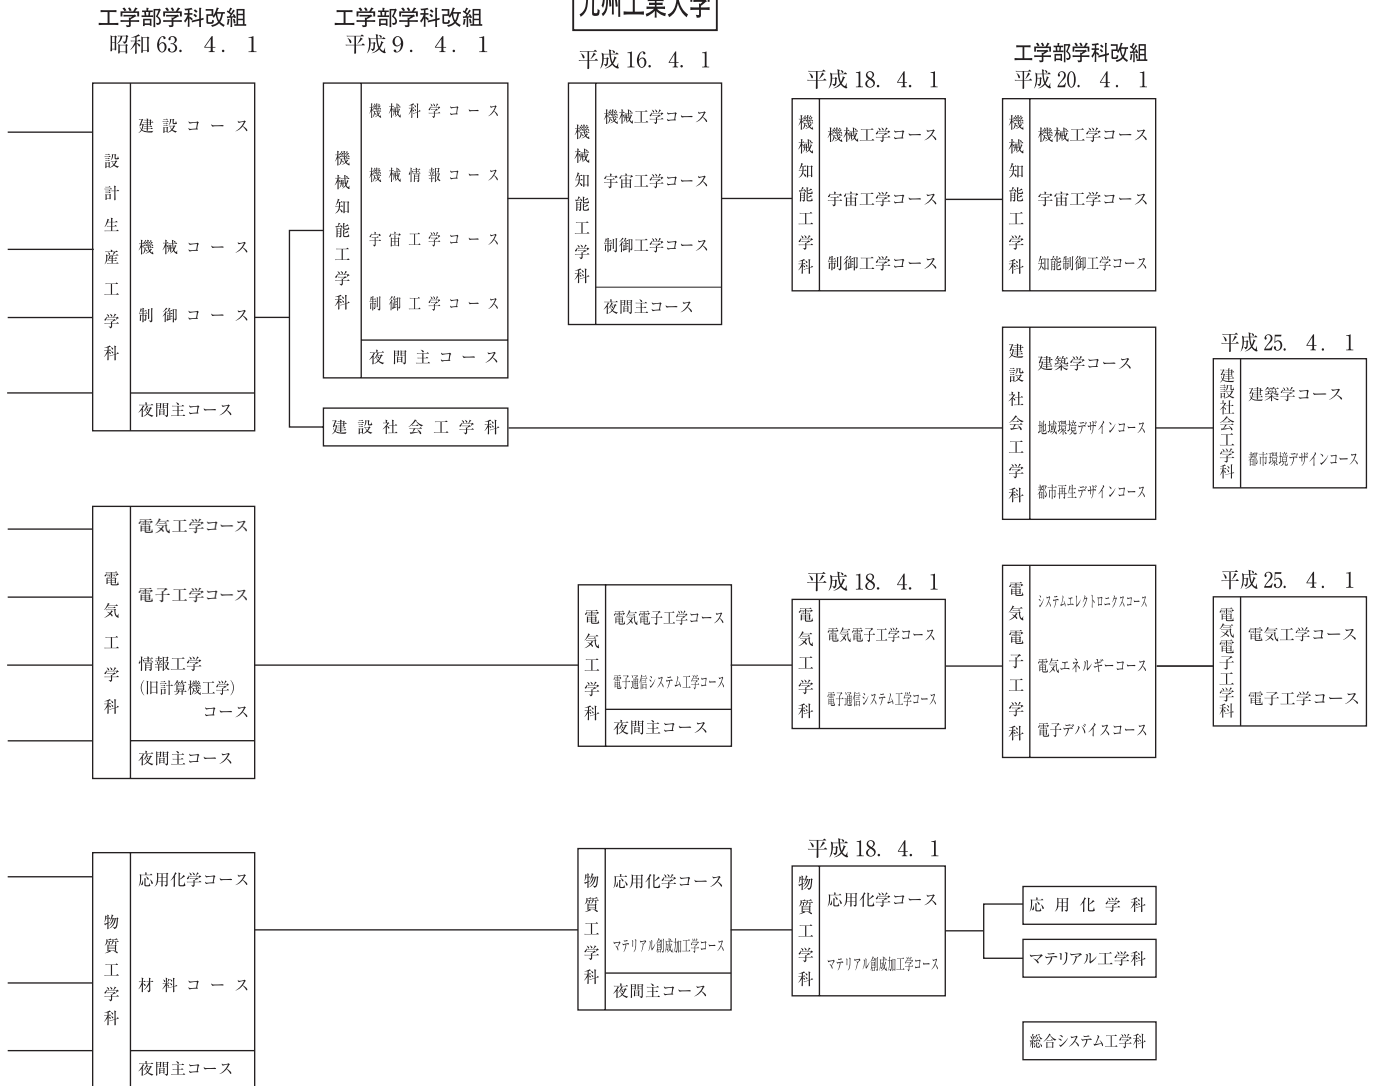 工学部学科改組
昭和 63. 4. 1
工学部学科改組
平成 9. 4. 1
九州工業大学
平成 16. 4. 1
平成 18. 4. 1
工学部学科改組
平成 20. 4. 1
設計生産工学科
建設コース
機械コース
制御コース
夜間主コース
機械知能工学科
機械科学コース
機械情報コース
宇宙工学コース
制御工学コース
夜間主コース
建設社会工学科
機械知能工学科
機械工学コース
宇宙工学コース
制御工学コース
夜間主コース
機械知能工学科
機械工学コース
宇宙工学コース
制御工学コース
機械知能工学科
機械工学コース
宇宙工学コース
知能制御工学コース
建設社会工学科
建築学コース
地域環境デザインコース
都市再生デザインコース
平成 25. 4. 1
建設社会工学科
建築学コース
都市環境デザインコース
電気工学科
電気工学コース
電子工学コース
情報工学
(旧計算機工学)
コース
夜間主コース
電気工学科
電気電子工学コース
電子通信システム工学コース
夜間主コース
平成 18. 4. 1
電気工学科
電気電子工学コース
電子通信システム工学コース
電気電子工学科
システムエレクトロニクスコース
電気エネルギーコース
電子デバイスコース
平成 25. 4. 1
電気電子工学科
電気工学コース
電子工学コース
物質工学科
応用化学コース
材料コース
夜間主コース
物質工学科
応用化学コース
マテリアル創成加工学コース
夜間主コース
平成 18. 4. 1
物質工学科
応用化学コース
マテリアル創成加工学コース
応用化学科
マテリアル工学科
総合システム工学科